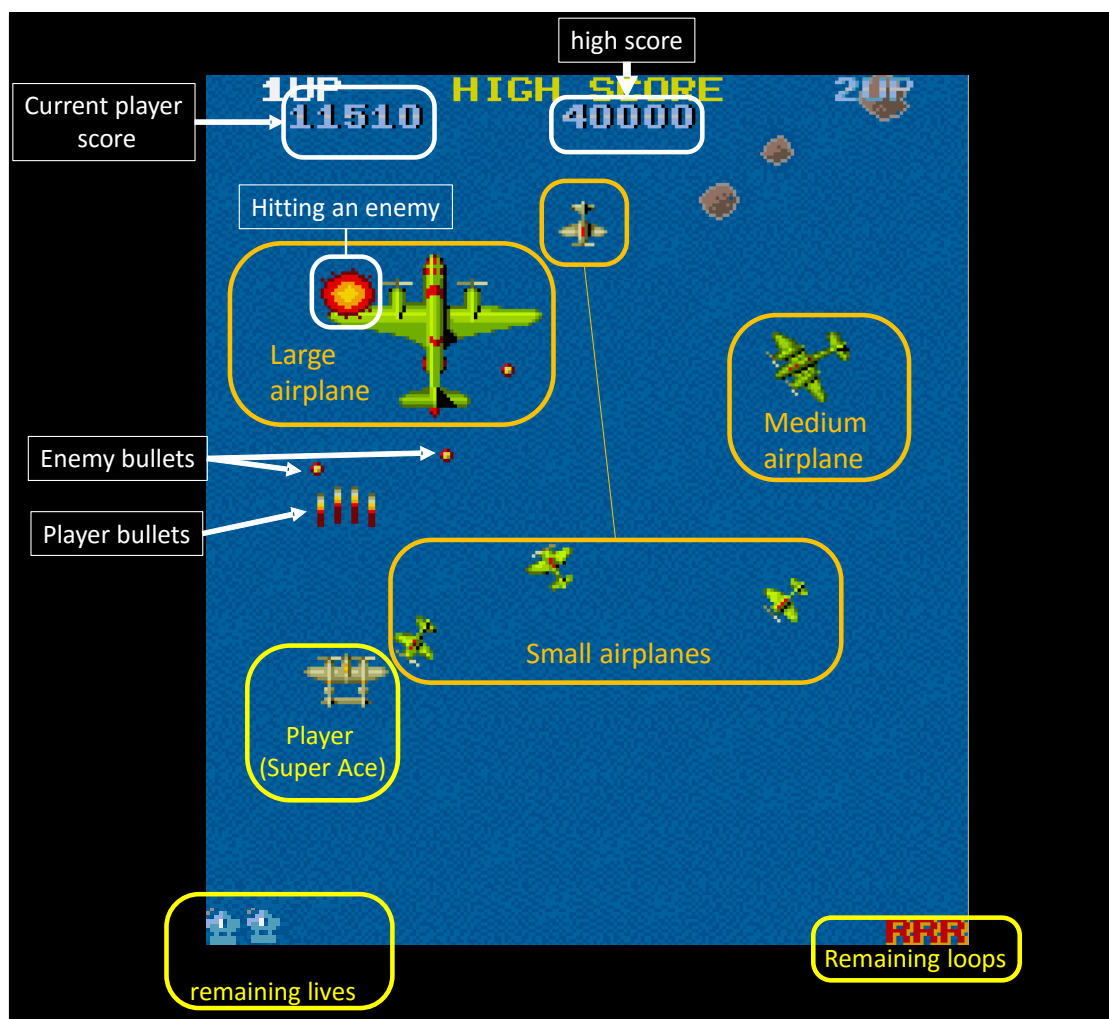 high score
1UP HIGH SCORE 2UP
Current player
score
11510 40000
Hitting an enemy
Large
airplane
Medium
airplane
Enemy bullets
Player bullets
Small airplanes
Player
(Super Ace)
RRR
Remaining loops
remaining lives